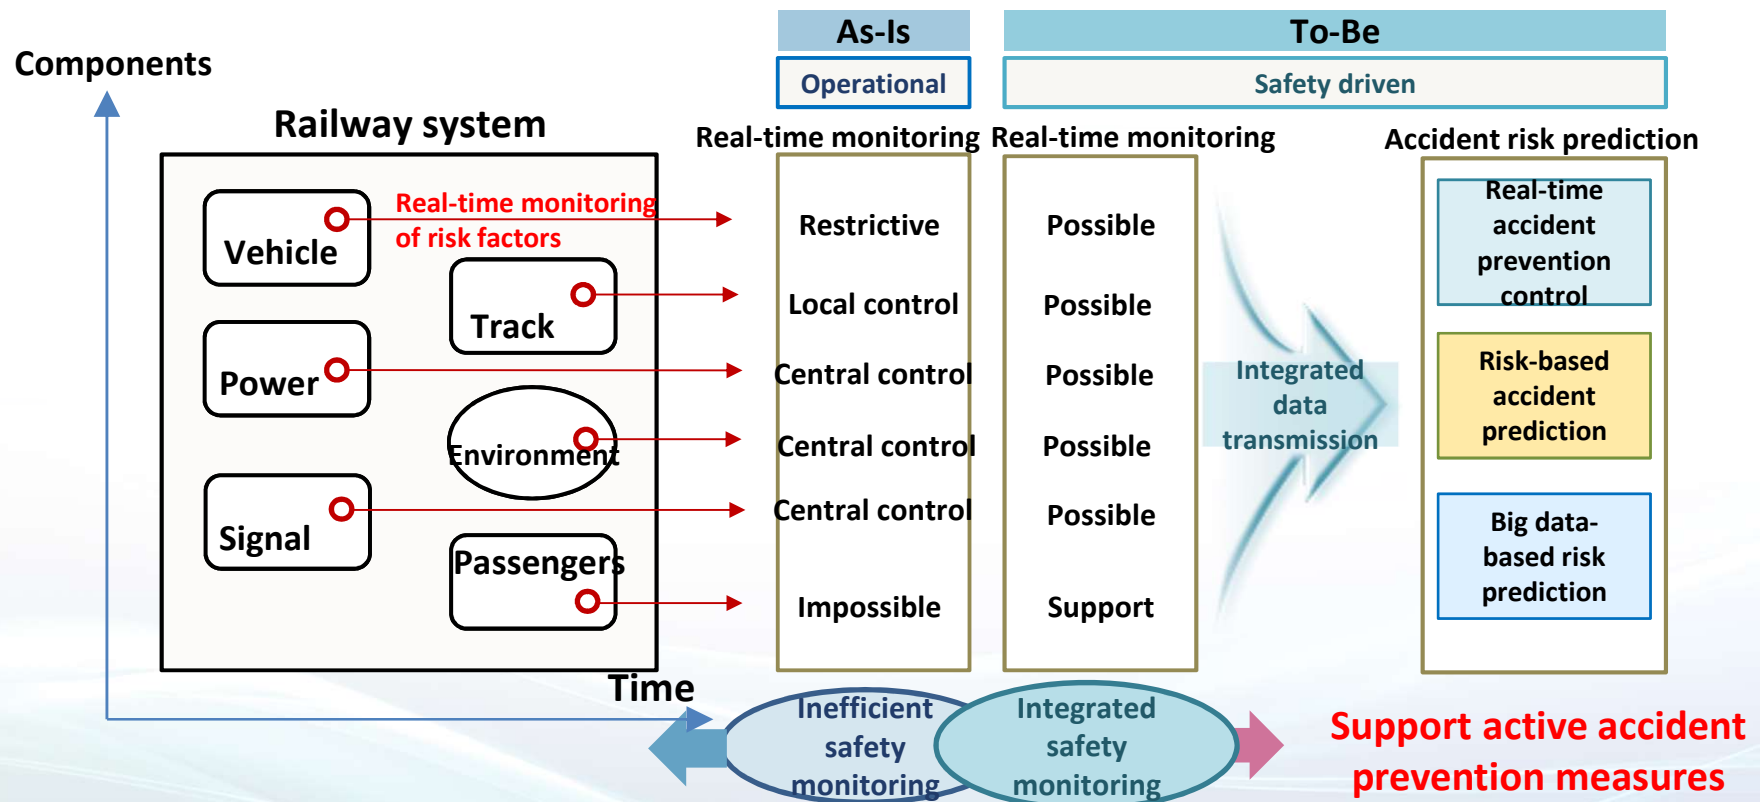 As-Is
To-Be
Components
Operational
Safety driven
Railway system
Real-time monitoring
Real-time monitoring
Accident risk prediction
Vehicle
Real-time monitoring
of risk factors
Track
Power
Environment
Signal
Passengers
Restrictive
Local control
Central control
Central control
Central control
Impossible
Possible
Possible
Possible
Possible
Possible
Support
Integrated
data
transmission
Real-time
accident
prevention
control
Risk-based
accident
prediction
Big data-
based risk
prediction
Time
Inefficient
safety
monitoring
Integrated
safety
monitoring
Support active accident
prevention measures